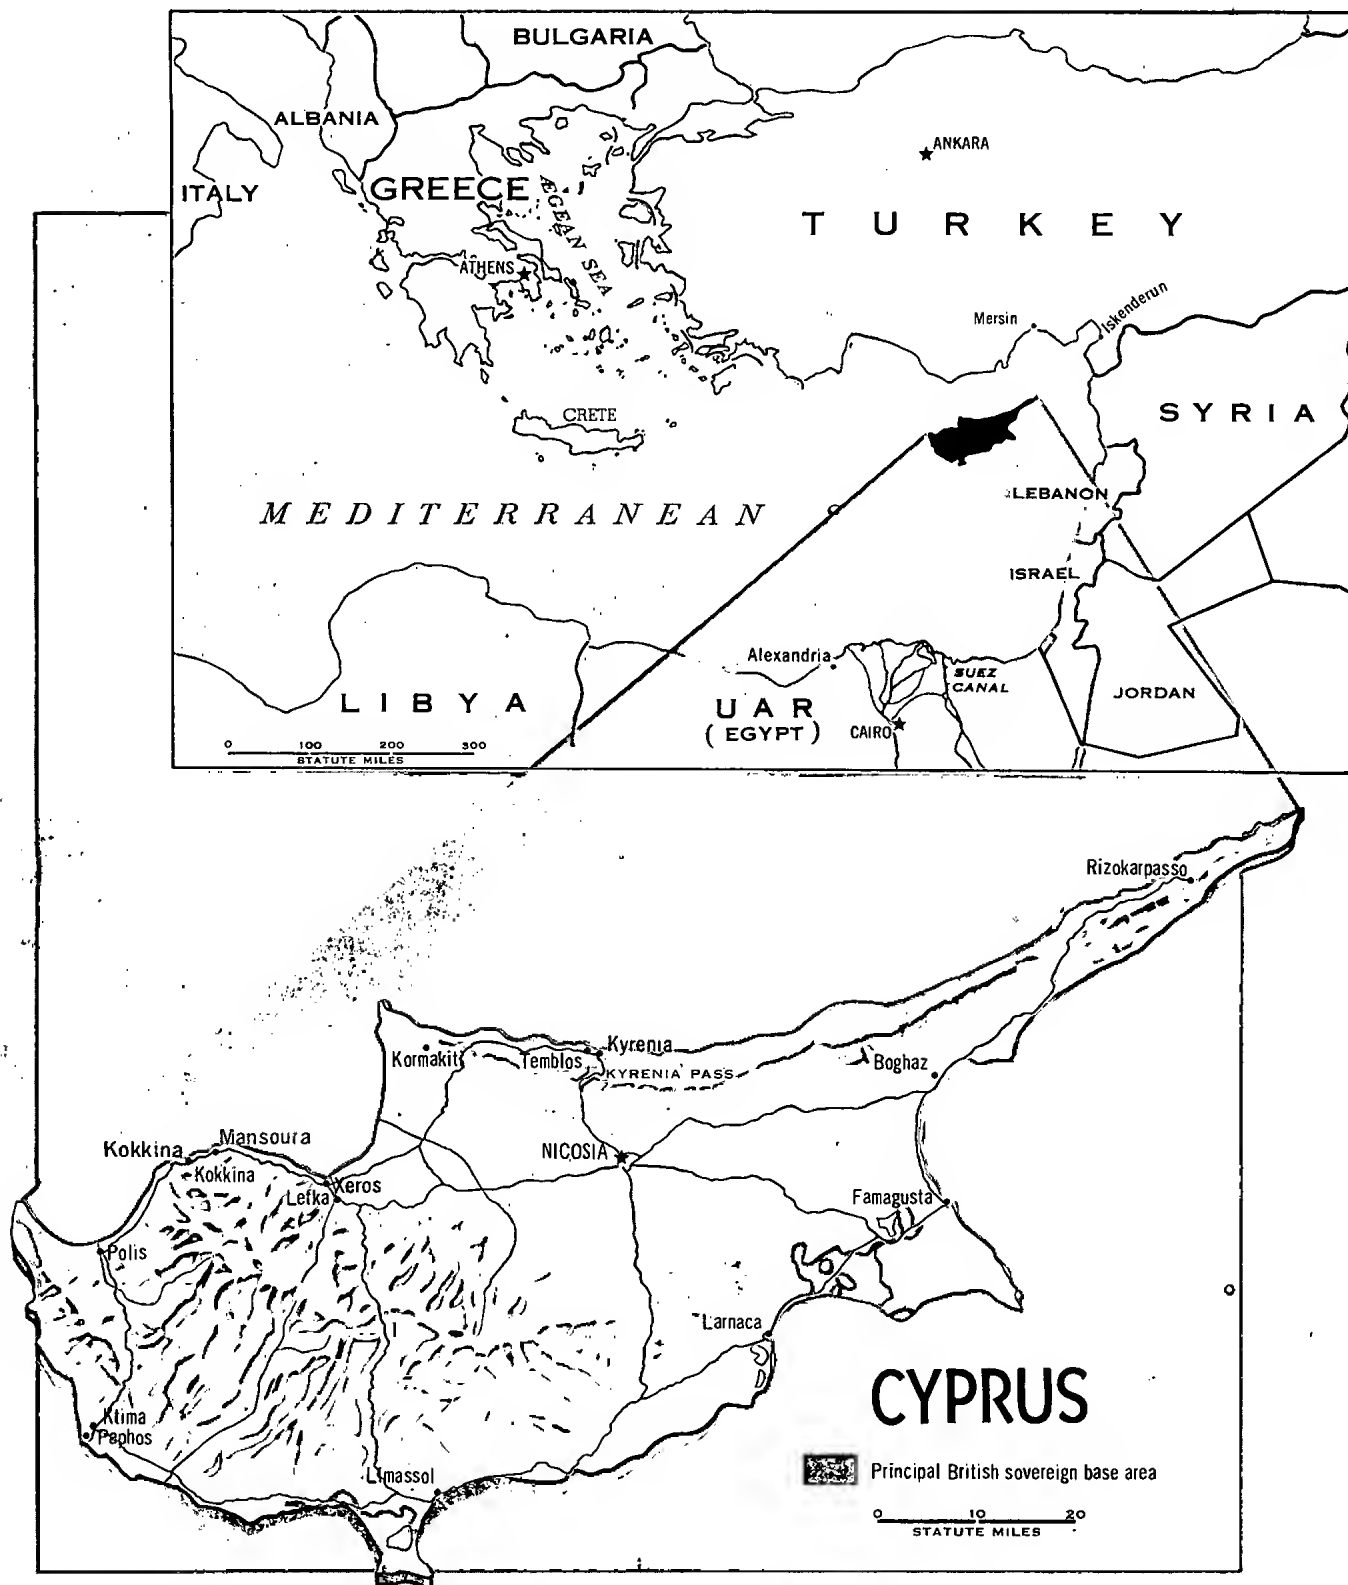 BULGARIA
ALBANIA
ANKARA
ITALY
GREECE
ÆGEAN SEA
TURKEY
ATHENS
Mersin
Iskenderun
CRETE
SYRIA
LEBANON
MEDITERRANEAN
ISRAEL
Alexandria
SUEZ
CANAL
LIBYA
UAR
(EGYPT)
JORDAN
CAIRO
0 100 200 300
STATUTE MILES
Rizokarpasso
Kyrenia
Kormakiti
Temblos
KYRENIA PASS
Boghaz
Mansoura
Kokkina
NICOSIA
Kokkina
Xeros
Lefka
Famagusta
Polis
Larnaca
CYPRUS
Ktima
Paphos
Limassol
Principal British sovereign base area
0 10 20
STATUTE MILES